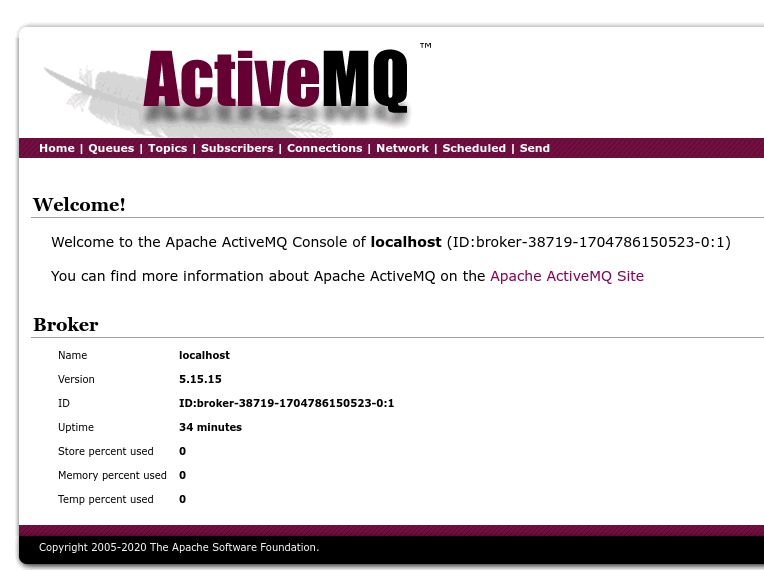 ActiveMQ ™
Home | Queues | Topics | Subscribers | Connections | Network | Scheduled | Send
Welcome!
Welcome to the Apache ActiveMQ Console of localhost (ID:broker-38719-1704786150523-0:1)
You can find more information about Apache ActiveMQ on the Apache ActiveMQ Site
Broker
Name localhost
Version 5.15.15
ID ID:broker-38719-1704786150523-0:1
Uptime 34 minutes
Store percent used 0
Memory percent used 0
Temp percent used 0
Copyright 2005-2020 The Apache Software Foundation.